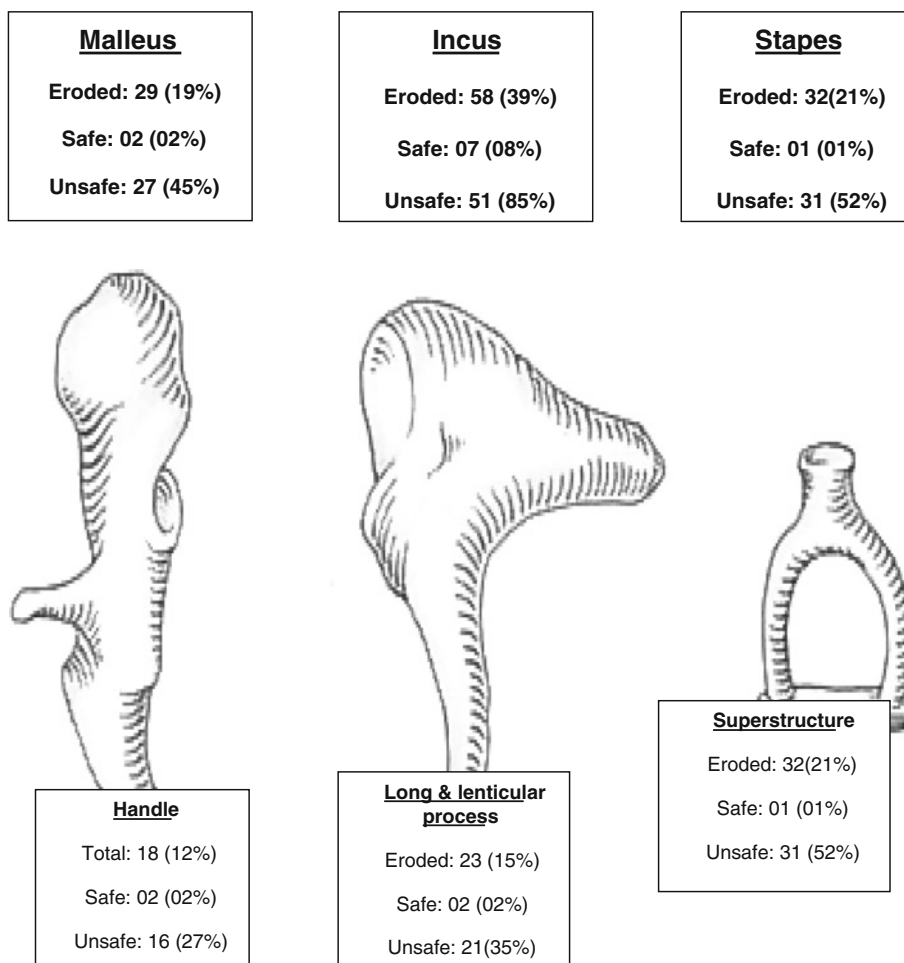 Malleus
Eroded: 29 (19%)
Safe: 02 (02%)
Unsafe: 27 (45%)
Incus
Eroded: 58 (39%)
Safe: 07 (08%)
Unsafe: 51 (85%)
Stapes
Eroded: 32(21%)
Safe: 01 (01%)
Unsafe: 31 (52%)
Handle
Total: 18 (12%)
Safe: 02 (02%)
Unsafe: 16 (27%)
Long & lenticular
process
Eroded: 23 (15%)
Safe: 02 (02%)
Unsafe: 21(35%)
Superstructure
Eroded: 32(21%)
Safe: 01 (01%)
Unsafe: 31 (52%)